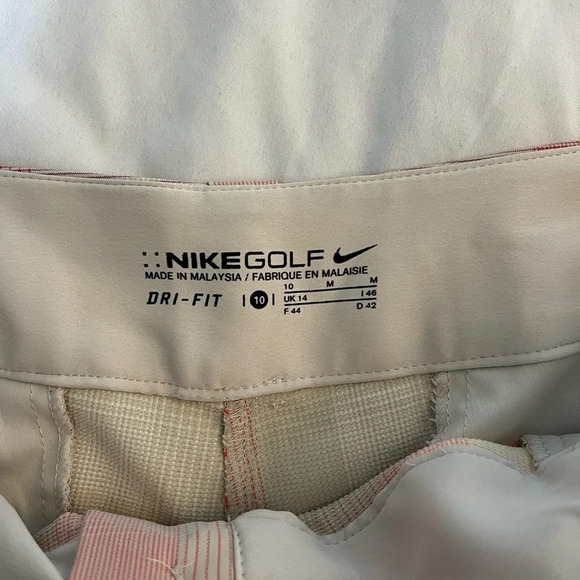 NIKEGOLF
MADE IN MALAYSIA / FABRIQUE EN MALAISIE
DRI-FIT | 10 |
10 M M
UK 14 I 46
F 44 D 42